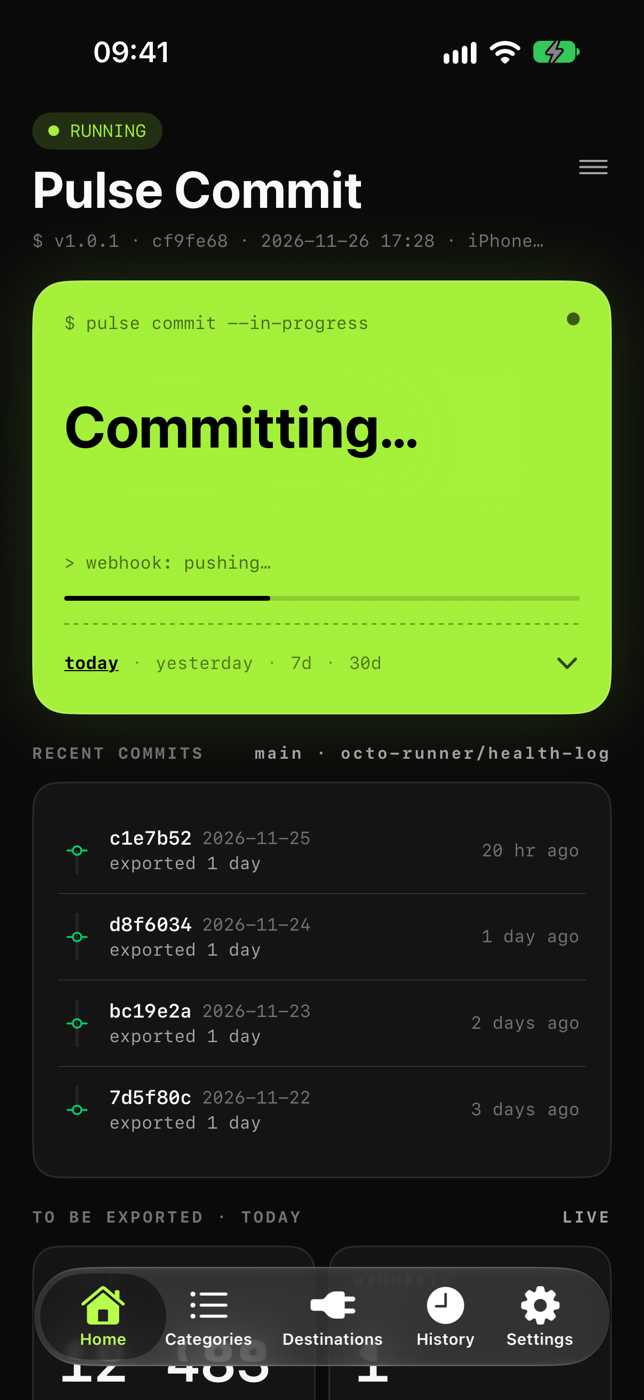 09:41
RUNNING
Pulse Commit
$ v1.0.1 · cf9fe68 · 2026-11-26 17:28 · iPhone…
$ pulse commit --in-progress
Committing…
> webhook: pushing…
today · yesterday · 7d · 30d
RECENT COMMITS main · octo-runner/health-log
c1e7b52 2026-11-25
exported 1 day
20 hr ago
d8f6034 2026-11-24
exported 1 day
1 day ago
bc19e2a 2026-11-23
exported 1 day
2 days ago
7d5f80c 2026-11-22
exported 1 day
3 days ago
TO BE EXPORTED · TODAY LIVE
12 483 1
Home Categories Destinations History Settings